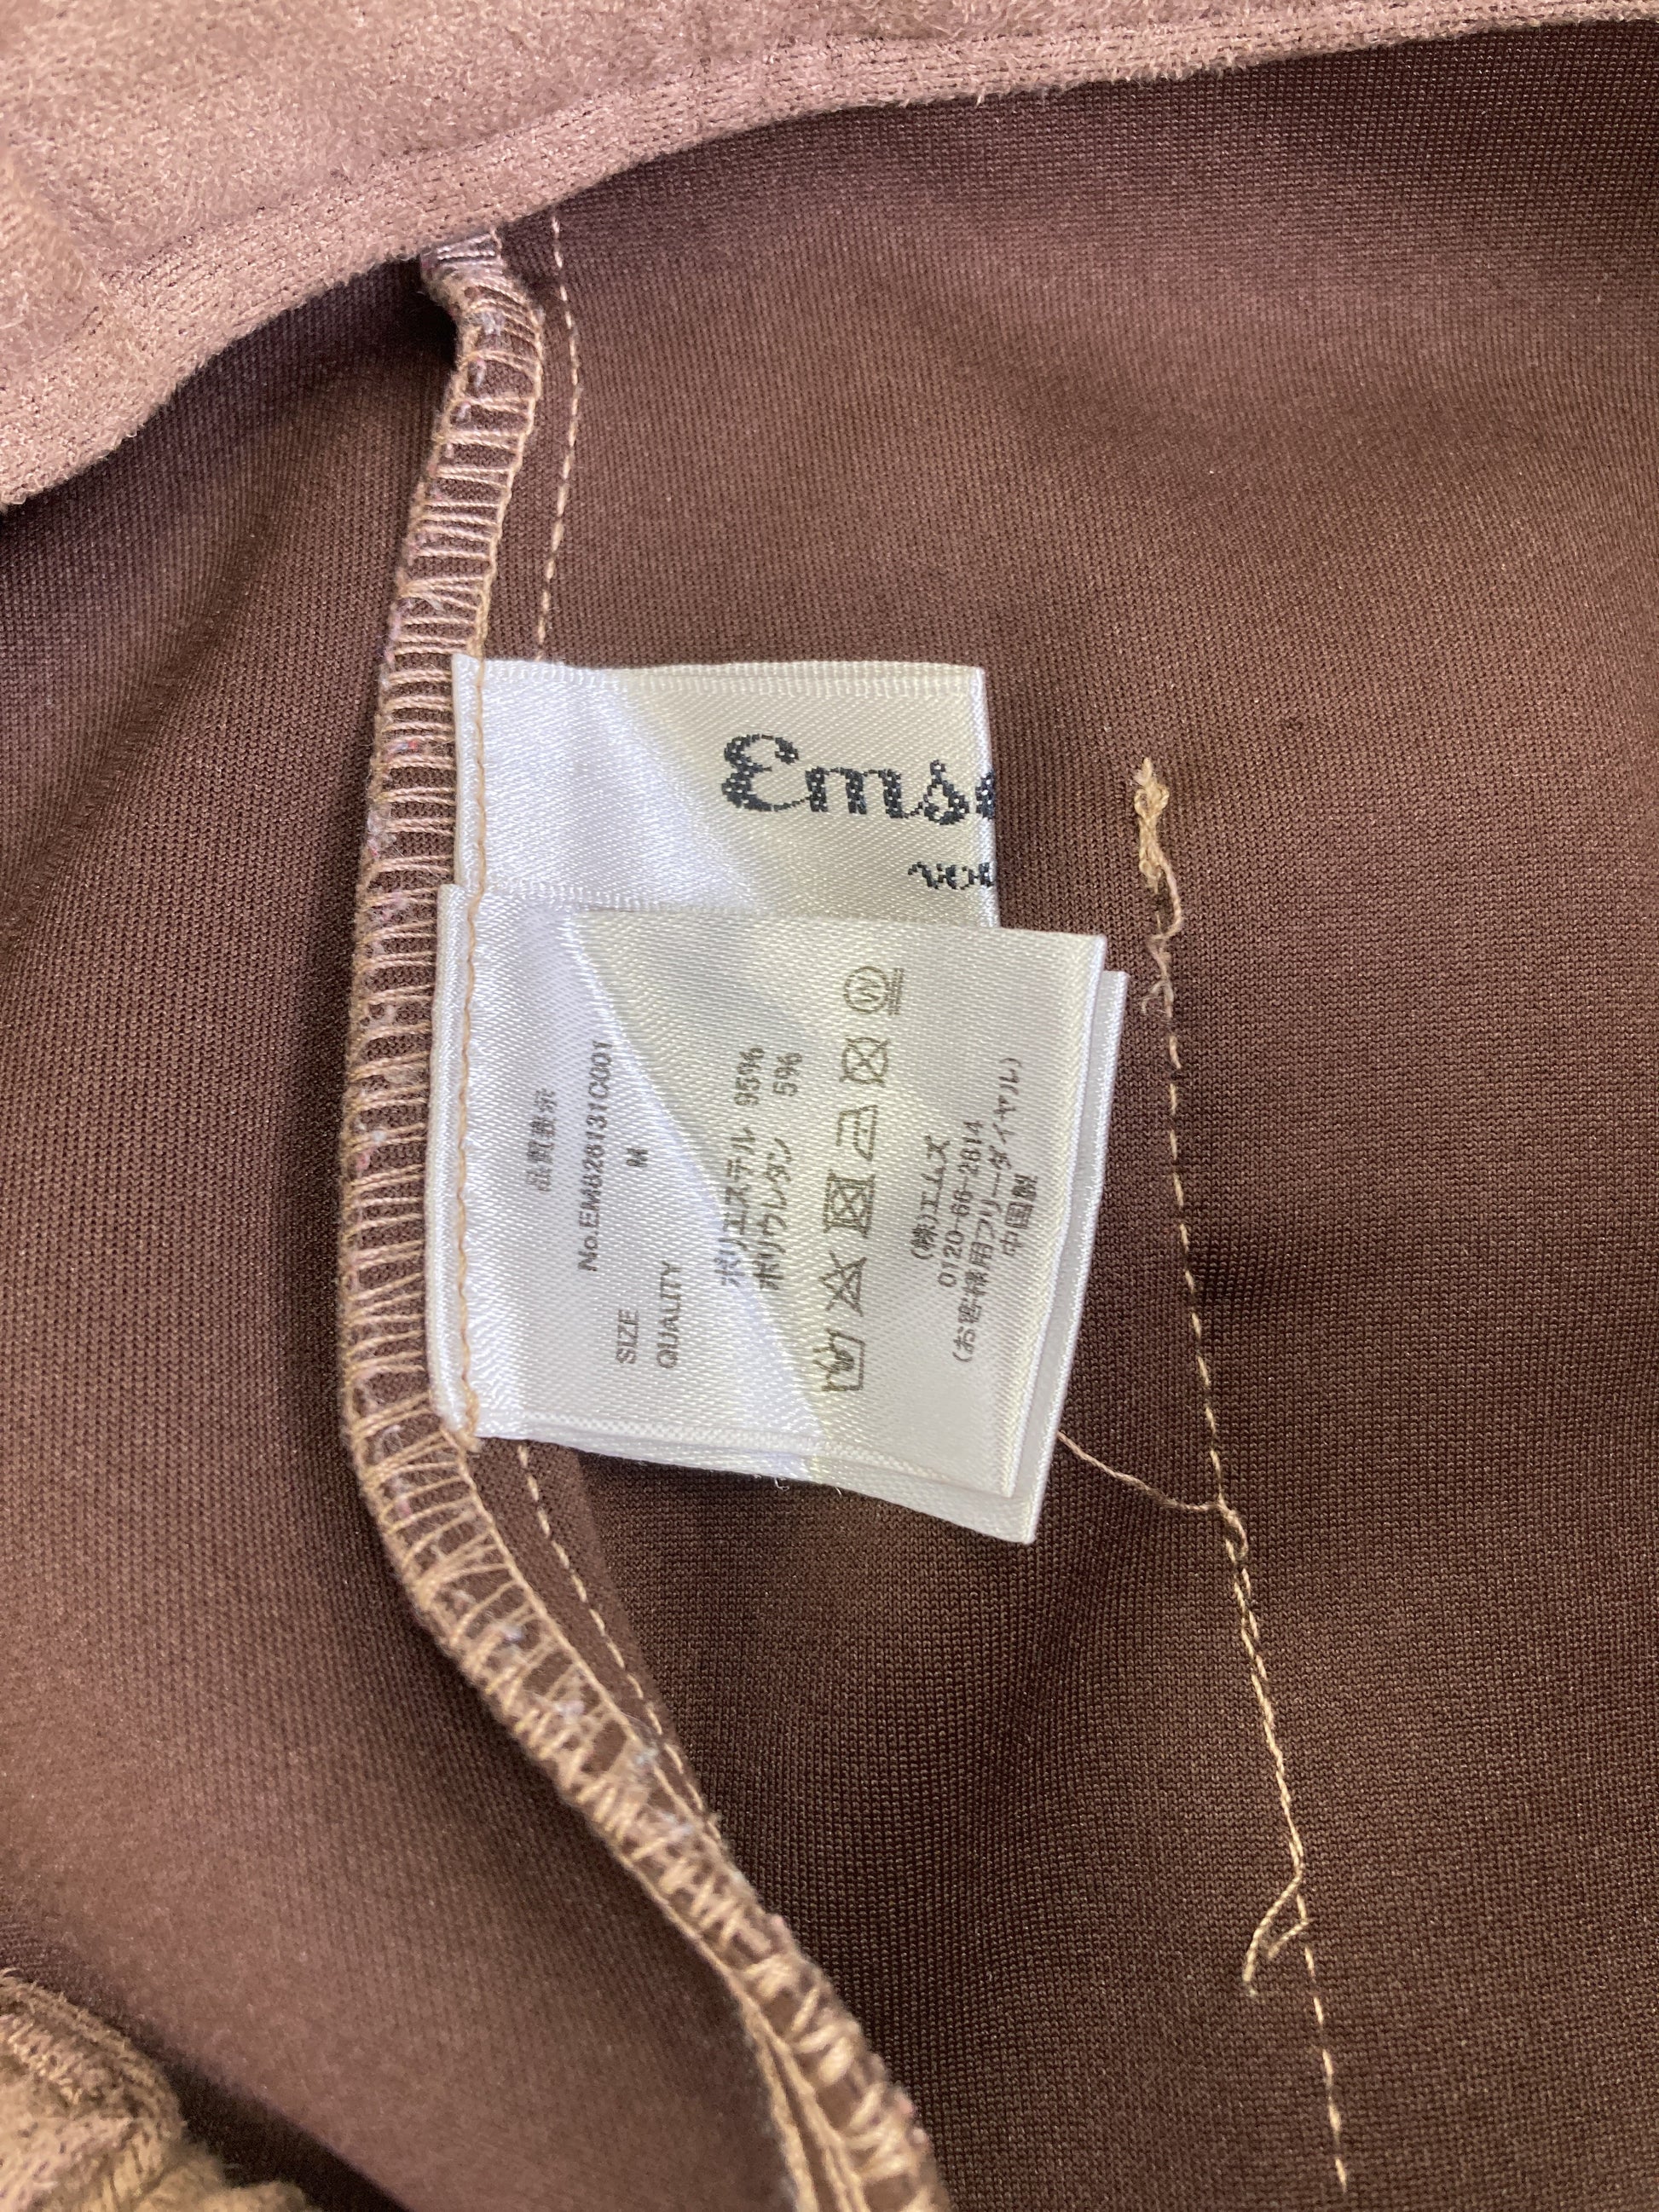 Ems
品質表示
No.EM828131C001
SIZE M
QUALITY
ポリエステル 95%
ポリウレタン 5%
W
(株)エムズ
0120-66-2814
(お客様用フリーダイヤル)
中国製